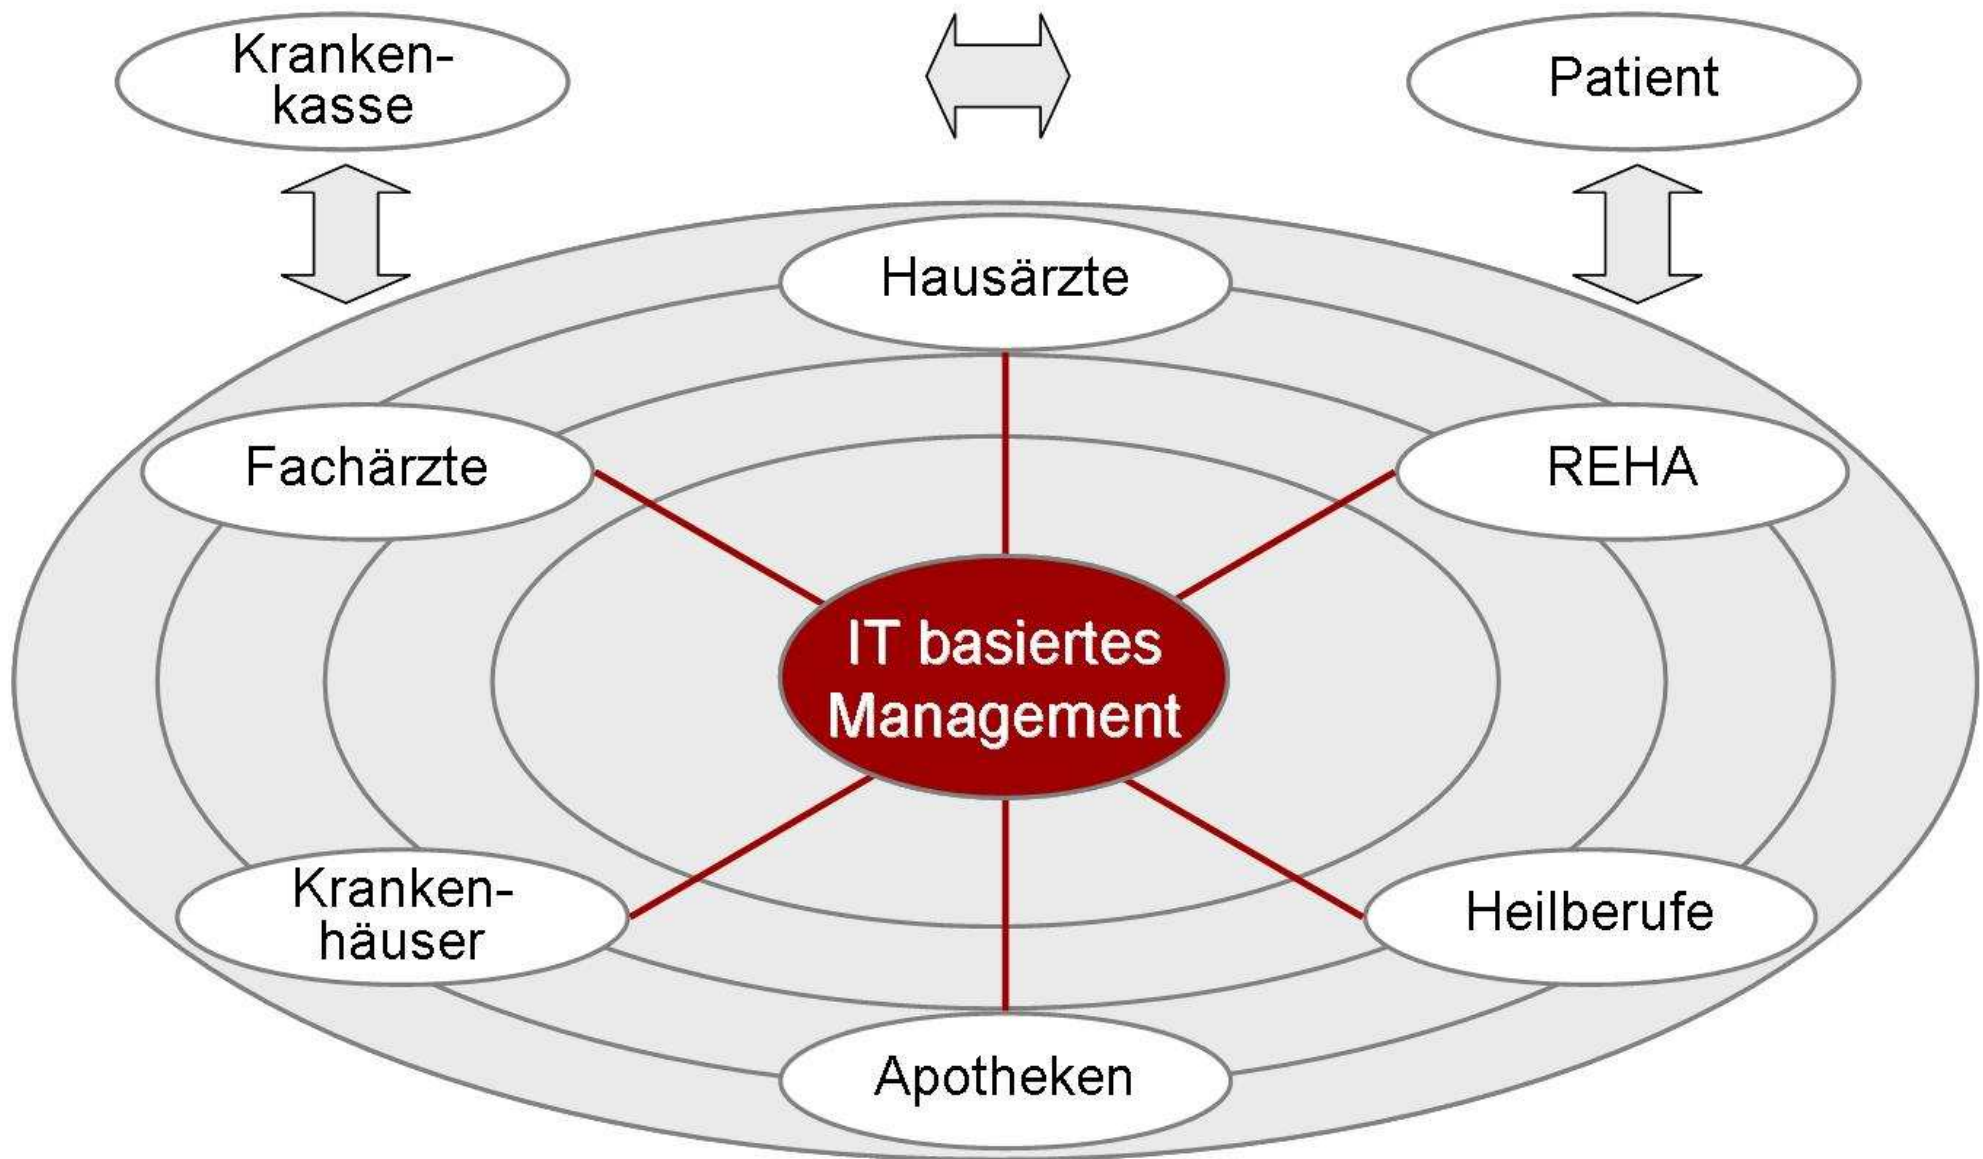 Kranken-
kasse
Patient
Hausärzte
Fachärzte
REHA
IT basiertes
Management
Kranken-
häuser
Heilberufe
Apotheken